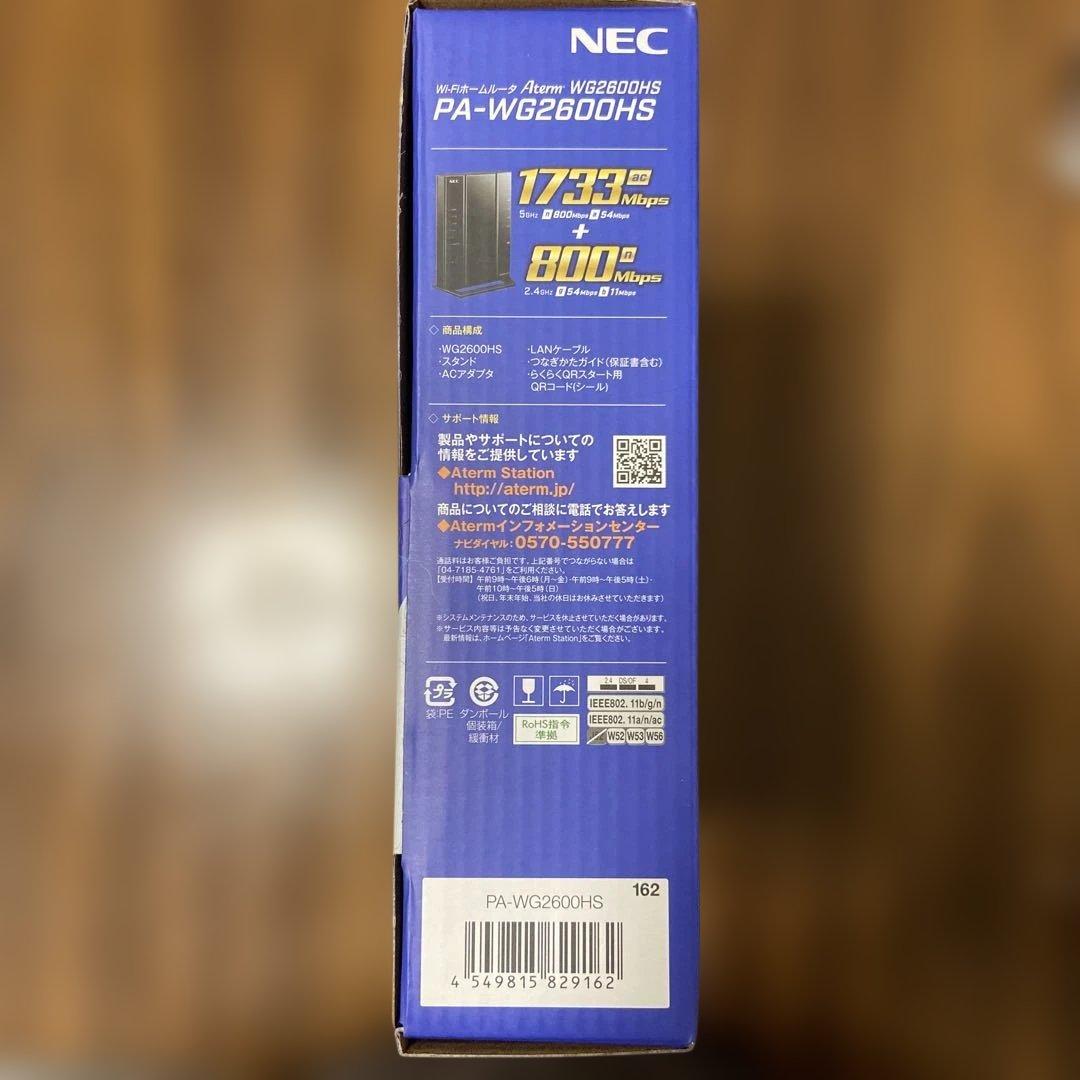 NEC
Wi-Fiホームルータ Aterm WG2600HS
PA-WG2600HS
NEC
1733 ac Mbps
5GHz n 800Mbps a 54Mbps
+
800 n Mbps
2.4GHz g 54Mbps b 11Mbps
◇ 商品構成
・WG2600HS
・スタンド
・ACアダプタ
・LANケーブル
・つなぎかたガイド(保証書含む)
・らくらくQRスタート用
QRコード(シール)
◇ サポート情報
製品やサポートについての
情報をご提供しています
◆Aterm Station
http://aterm.jp/
商品についてのご相談に電話でお答えします
◆Atermインフォメーションセンター
ナビダイヤル:0570-550777
通話料はお客様ご負担です。上記番号でつながらない場合は
「04-7185-4761」をご利用ください。
【受付時間】 午前9時~午後6時(月~金)・午前9時~午後5時(土)・
午前10時~午後5時(日)
(祝日、年末年始、当社の休日はお休みさせていただきます)
※システムメンテナンスのため、サービスを休止させていただく場合があります。
※サービス内容等は予告なく変更させていただく場合がございます。
最新情報は、ホームページ「Aterm Station」をご覧ください。
プラ
袋:PE
ダンボール
個装箱/
緩衝材
RoHS指令
準拠
2.4 DS/OF 4
IEEE802.11b/g/n
IEEE802.11a/n/ac
J52 W52 W53 W56
162
PA-WG2600HS
4 549815 829162